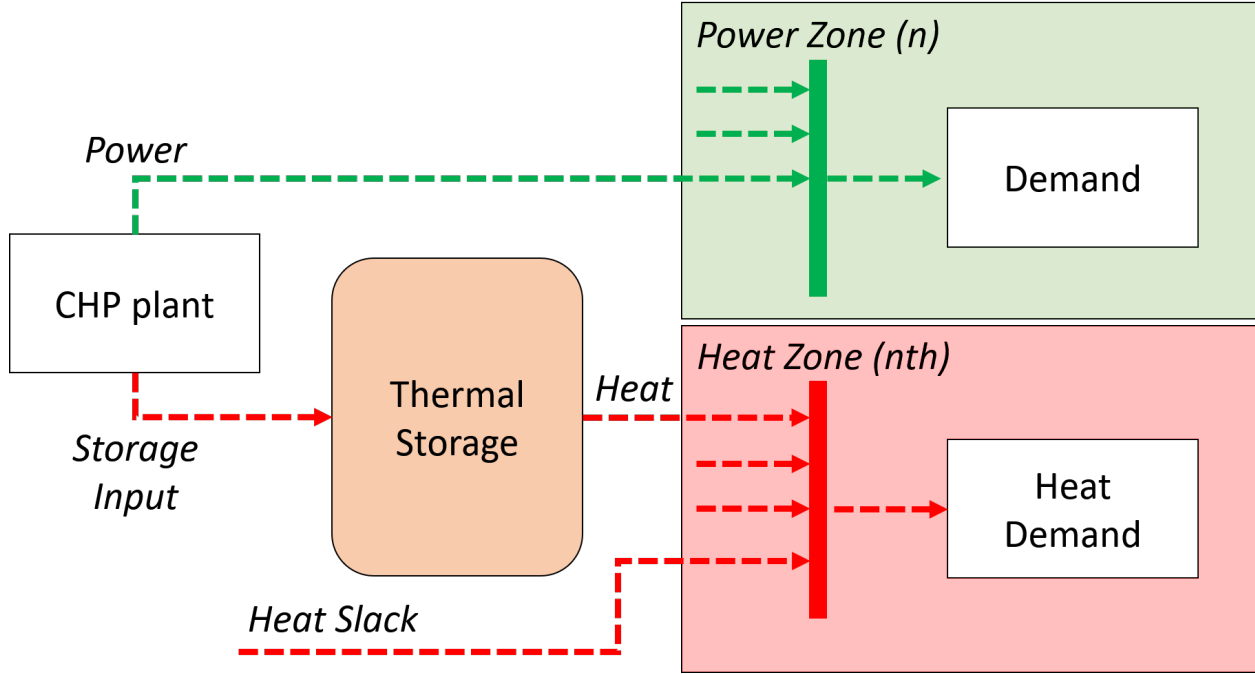 Power Zone (n)
Power
Demand
CHP plant
Heat Zone (nth)
Thermal
Storage
Heat
Storage
Input
Heat
Demand
Heat Slack